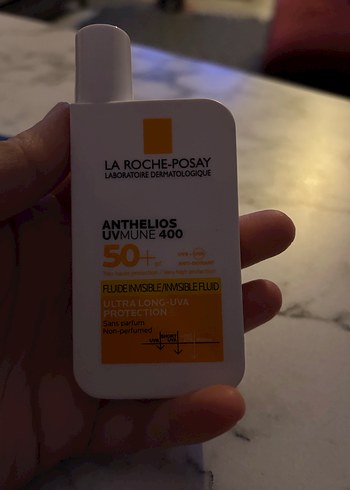 LA ROCHE-POSAY
LABORATOIRE DERMATOLOGIQUE
ANTHELIOS
UVMUNE 400
50+
FLUIDE INVISIBLE/INVISIBLE FLUID
ULTRA LONG-UVA
PROTECTION
Sans parfum
Non-perfumed